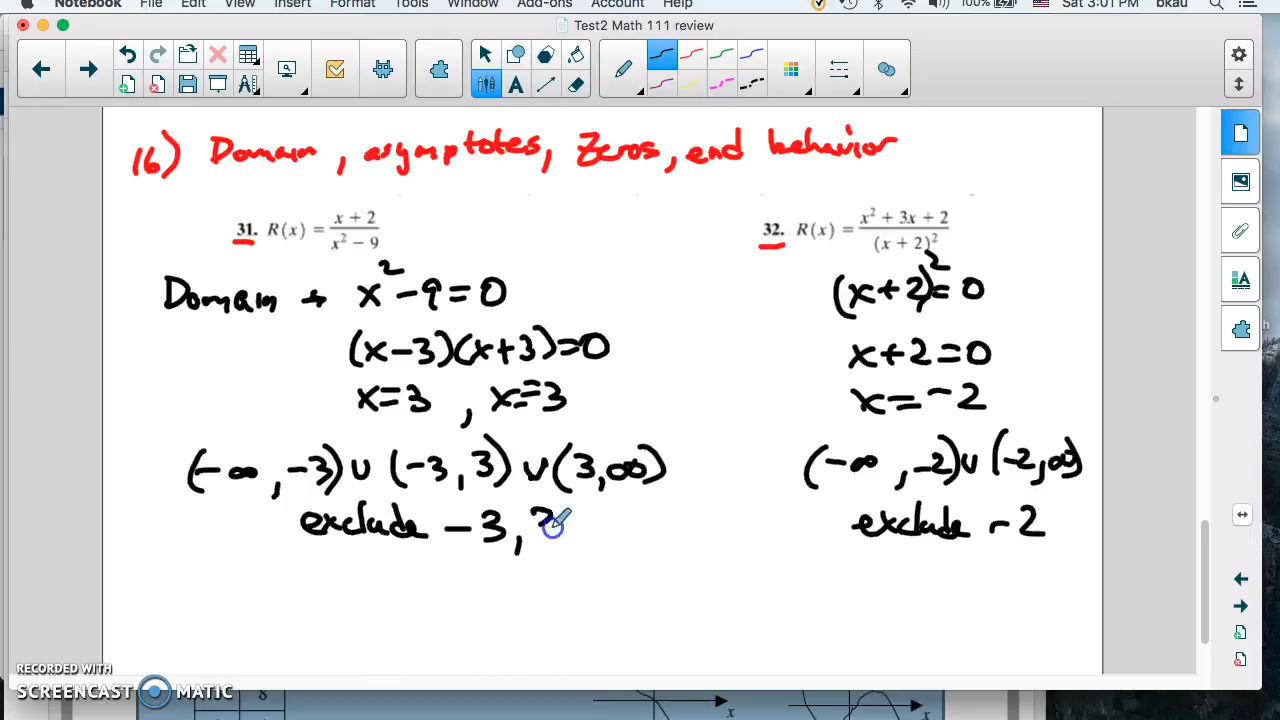 Notebook File Edit View Insert Format Tools Window Add-ons Account Help 100% Sat 3:01 PM bkau
Test2 Math 111 review
16) Domain, asymptotes, Zeros, end behavior
31. R(x) = (x + 2)/(x² − 9)
32. R(x) = (x² + 3x + 2)/(x + 2)²
Domain → x² − 9 = 0
(x+2)² = 0
(x−3)(x+3)=0
x+2=0
x=3, x=-3
x=-2
(-∞, -3)∪(-3, 3)∪(3,∞)
(-∞, -2)∪(-2,∞)
exclude -3, 3
exclude -2
RECORDED WITH
SCREENCAST MATIC
8
x
x